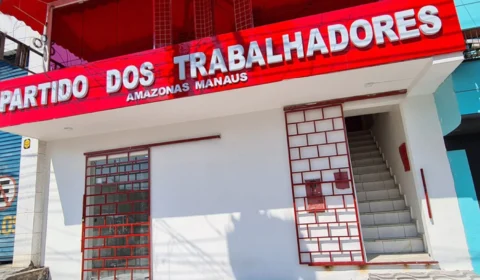 PARTIDO DOS TRABALHADORES
AMAZONAS MANAUS